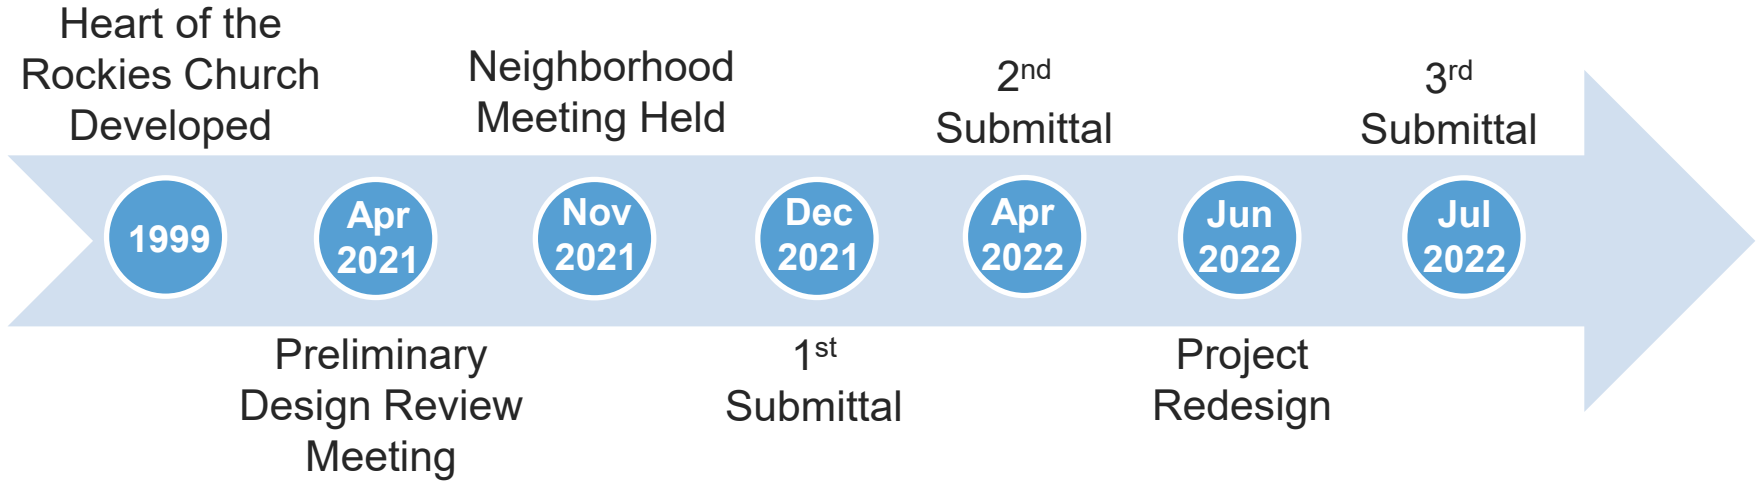 Heart of the
Rockies Church
Developed
Neighborhood
Meeting Held
2nd
Submittal
3rd
Submittal
1999
Apr
2021
Nov
2021
Dec
2021
Apr
2022
Jun
2022
Jul
2022
Preliminary
Design Review
Meeting
1st
Submittal
Project
Redesign